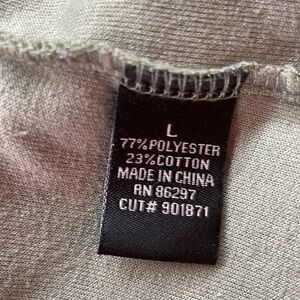 L
77%POLYESTER
23%COTTON
MADE IN CHINA
RN 86297
CUT# 901871